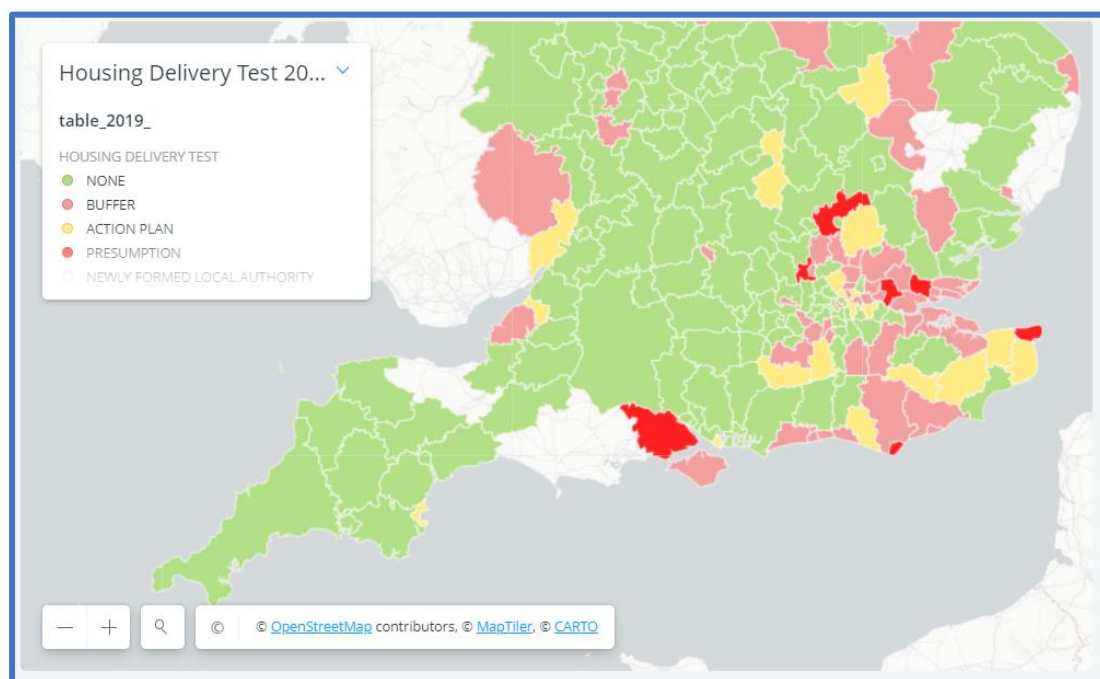 Housing Delivery Test 20...
table_2019_
HOUSING DELIVERY TEST
NONE
BUFFER
ACTION PLAN
PRESUMPTION
NEWLY FORMED LOCAL AUTHORITY
© © OpenStreetMap contributors, © MapTiler, © CARTO